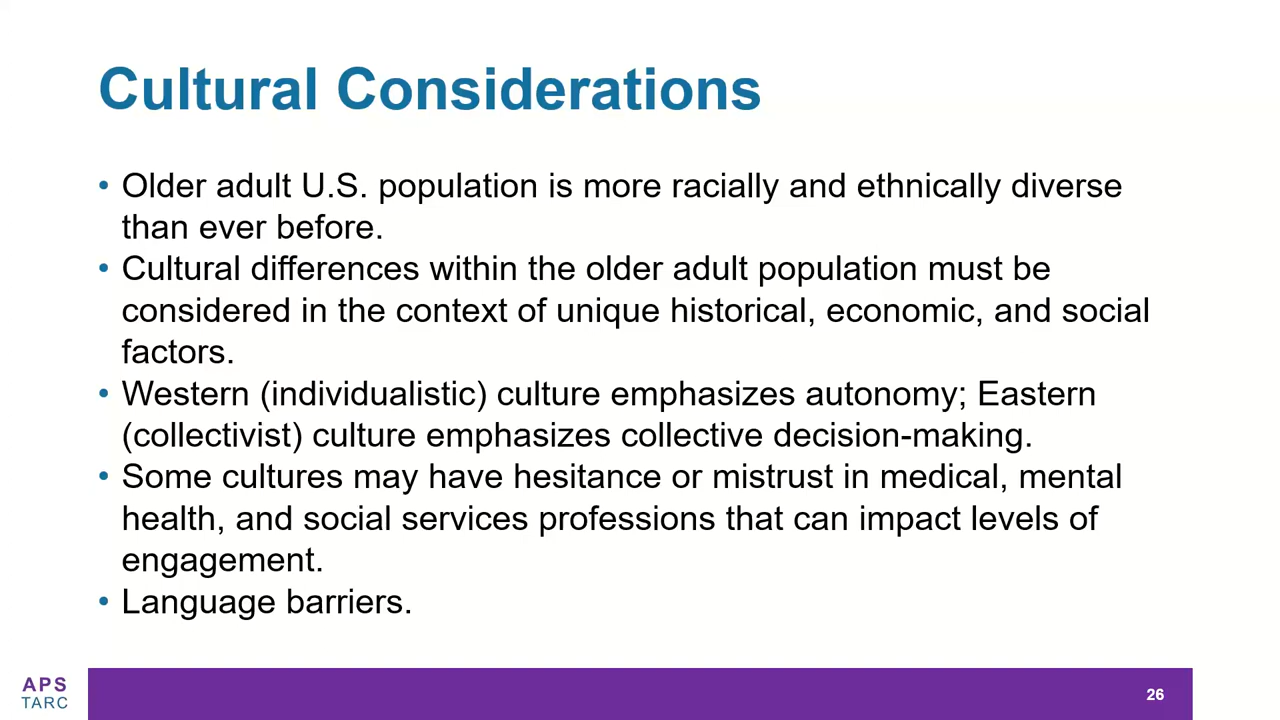 Cultural Considerations
• Older adult U.S. population is more racially and ethnically diverse
than ever before.
• Cultural differences within the older adult population must be
considered in the context of unique historical, economic, and social
factors.
• Western (individualistic) culture emphasizes autonomy; Eastern
(collectivist) culture emphasizes collective decision-making.
• Some cultures may have hesitance or mistrust in medical, mental
health, and social services professions that can impact levels of
engagement.
• Language barriers.
APS
TARC
26